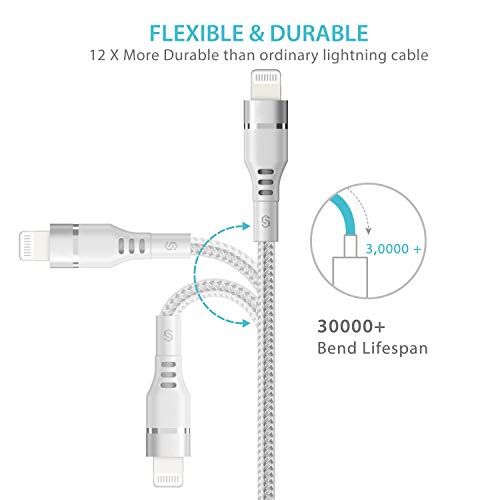 FLEXIBLE & DURABLE
12 X More Durable than ordinary lightning cable
3,0000 +
30000+
Bend Lifespan